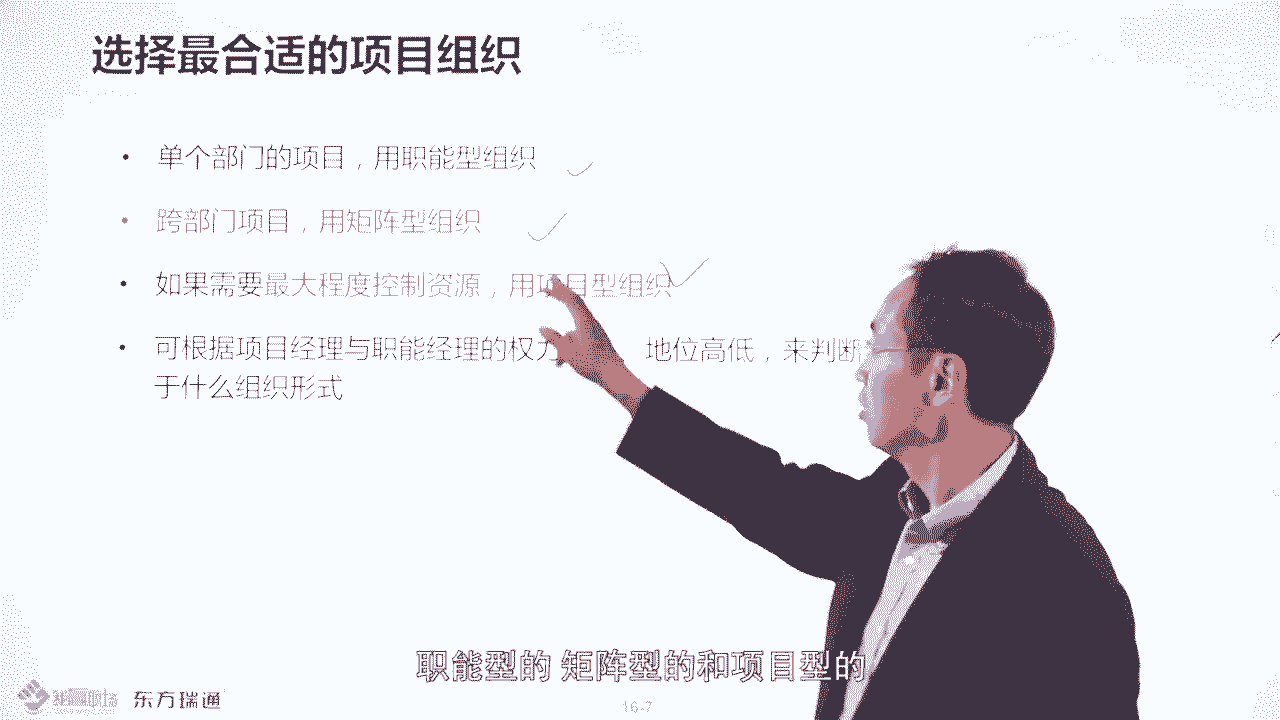 选择最合适的项目组织
• 单个部门的项目，用职能型组织
• 跨部门项目，用矩阵型组织
• 如果需要最大程度控制资源，用项目型组织
• 可根据项目经理与职能经理的权力 地位高低，来判断
于什么组织形式
职能型的 矩阵型的和项目型的
东方瑞通
16-7